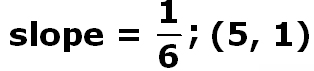 slope = 1/6; (5, 1)